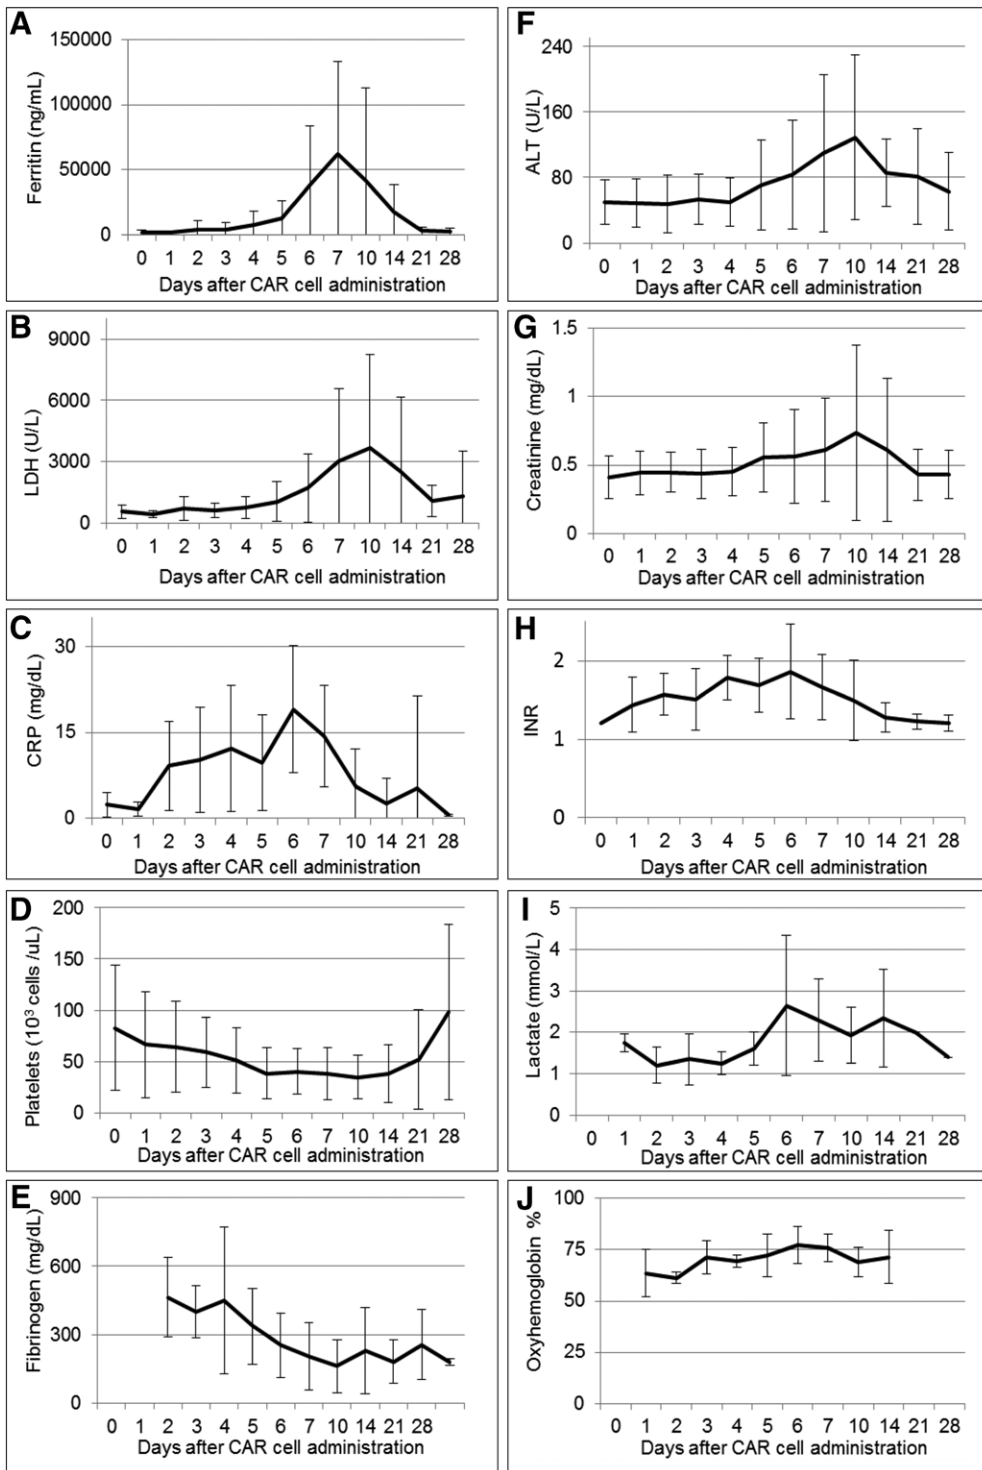 A
Ferritin (ng/mL)
150000
100000
50000
0
0 1 2 3 4 5 6 7 10 14 21 28
Days after CAR cell administration
B
LDH (U/L)
9000
6000
3000
0
0 1 2 3 4 5 6 7 10 14 21 28
Days after CAR cell administration
C
CRP (mg/dL)
30
15
0
0 1 2 3 4 5 6 7 10 14 21 28
Days after CAR cell administration
D
Platelets (10³ cells /uL)
200
150
100
50
0
0 1 2 3 4 5 6 7 10 14 21 28
Days after CAR cell administration
E
Fibrinogen (mg/dL)
900
600
300
0
0 1 2 3 4 5 6 7 10 14 21 28
Days after CAR cell administration
F
ALT (U/L)
240
160
80
0
0 1 2 3 4 5 6 7 10 14 21 28
Days after CAR cell administration
G
Creatinine (mg/dL)
1.5
1
0.5
0
0 1 2 3 4 5 6 7 10 14 21 28
Days after CAR cell administration
H
INR
2
1
0
0 1 2 3 4 5 6 7 10 14 21 28
Days after CAR cell administration
I
Lactate (mmol/L)
5
4
3
2
1
0
0 1 2 3 4 5 6 7 10 14 21 28
Days after CAR cell administration
J
Oxyhemoglobin %
100
75
50
25
0
0 1 2 3 4 5 6 7 10 14 21 28
Days after CAR cell administration